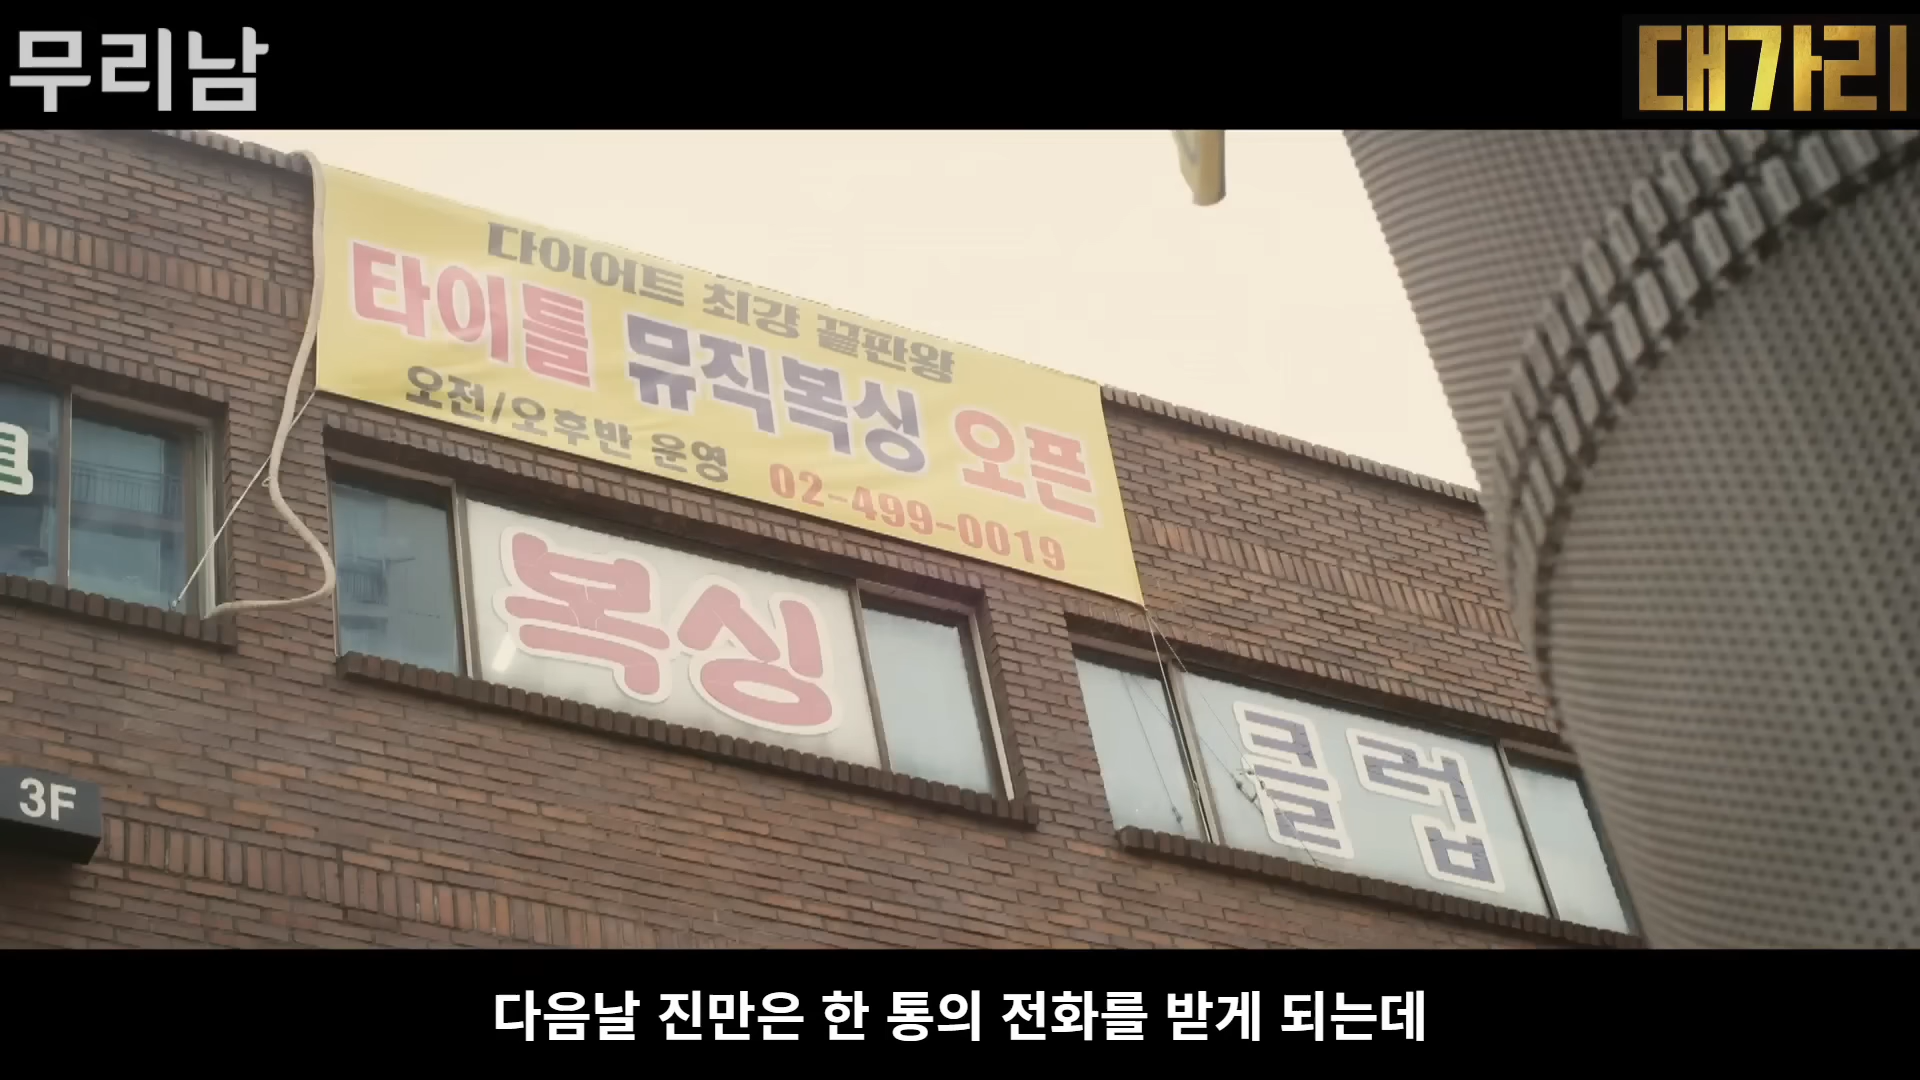 무리남
대가리
다이어트 최강 끝판왕
타이틀 뮤직복싱 오픈
오전/오후반 운영 02-499-0019
복싱
클럽
3F
다음날 진만은 한 통의 전화를 받게 되는데